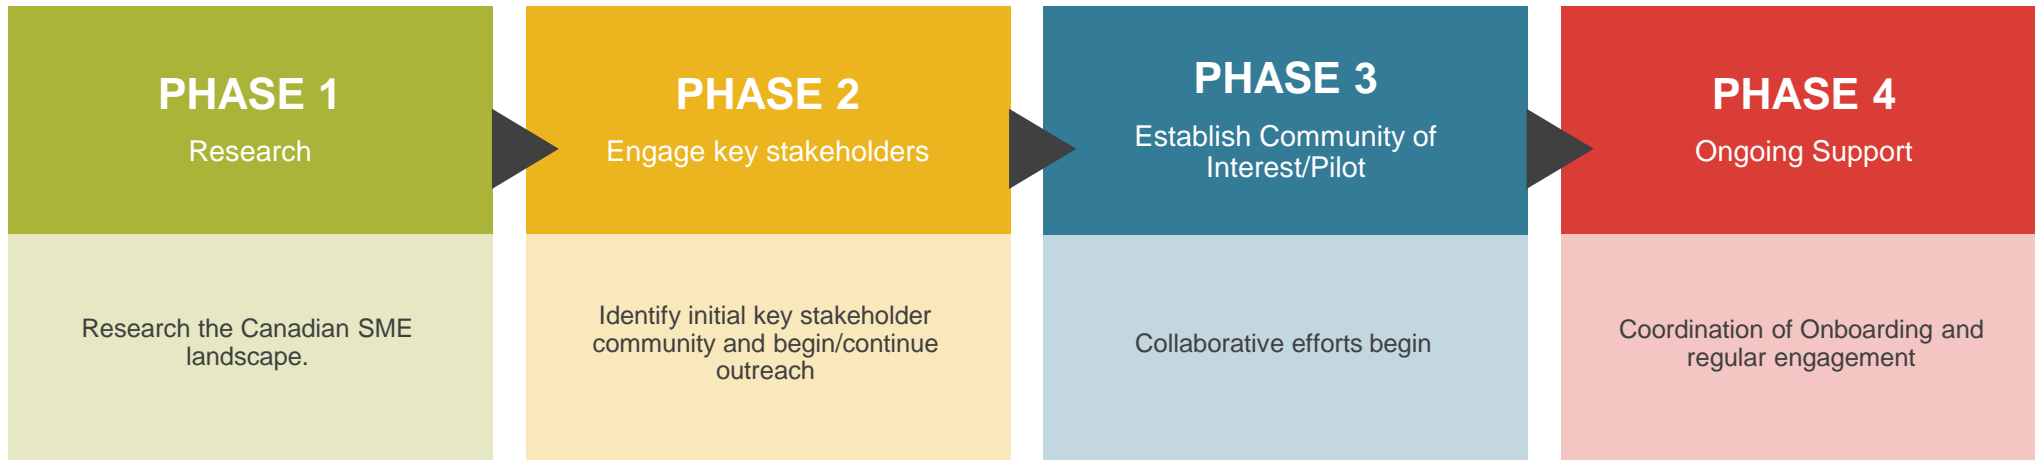 PHASE 1
Research
Research the Canadian SME
landscape.
PHASE 2
Engage key stakeholders
Identify initial key stakeholder
community and begin/continue
outreach
PHASE 3
Establish Community of
Interest/Pilot
Collaborative efforts begin
PHASE 4
Ongoing Support
Coordination of Onboarding and
regular engagement